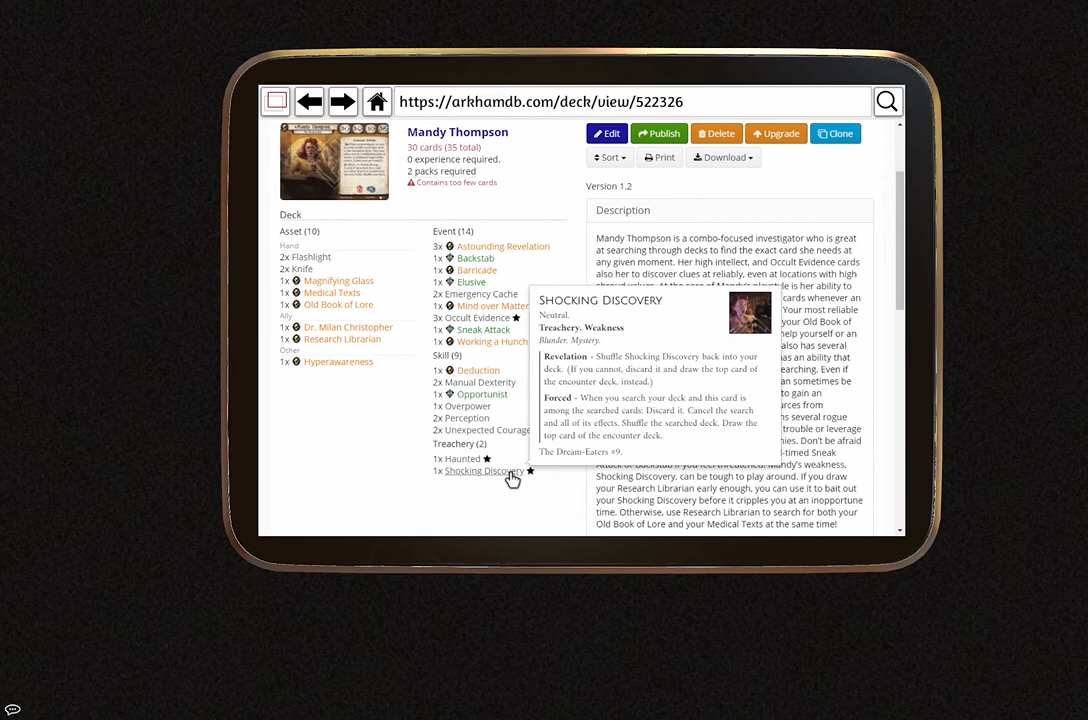 https://arkhamdb.com/deck/view/522326
Mandy Thompson
30 cards (35 total)
0 experience required.
2 packs required
Contains too few cards
Edit
Publish
Delete
Upgrade
Clone
Sort
Print
Download
Version 1.2
Deck
Asset (10)
Hand
2x Flashlight
2x Knife
1x Magnifying Glass
1x Medical Texts
1x Old Book of Lore
Ally
1x Dr. Milan Christopher
1x Research Librarian
Other
1x Hyperawareness
Event (14)
3x Astounding Revelation
1x Backstab
1x Barricade
1x Elusive
2x Emergency Cache
1x Mind over Matter
3x Occult Evidence
1x Sneak Attack
1x Working a Hunch
Skill (9)
1x Deduction
2x Manual Dexterity
1x Opportunist
1x Overpower
2x Perception
2x Unexpected Courage
Treachery (2)
1x Haunted
1x Shocking Discovery
Description
Mandy Thompson is a combo-focused investigator who is great
at searching through decks to find the exact card she needs at
any given moment. Her high intellect, and Occult Evidence cards
also her to discover clues at reliably, even at locations with high
cards whenever an
Your most reliable
your Old Book of
help yourself or an
also has several
has an ability that
searching. Even if
can sometimes be
to gain an
urces from
s several rogue
trouble or leverage
nies. Don't be afraid
l-timed Sneak
Mandy's weakness,
Shocking Discovery, can be tough to play around. If you draw
your Research Librarian early enough, you can use it to bait out
your Shocking Discovery before it cripples you at an inopportune
time. Otherwise, use Research Librarian to search for both your
Old Book of Lore and your Medical Texts at the same time!
SHOCKING DISCOVERY
Neutral.
Treachery. Weakness
Blunder. Mystery.
Revelation - Shuffle Shocking Discovery back into your
deck. (If you cannot, discard it and draw the top card of
the encounter deck, instead.)
Forced - When you search your deck and this card is
among the searched cards: Discard it. Cancel the search
and all of its effects. Shuffle the searched deck. Draw the
top card of the encounter deck.
The Dream-Eaters #9.